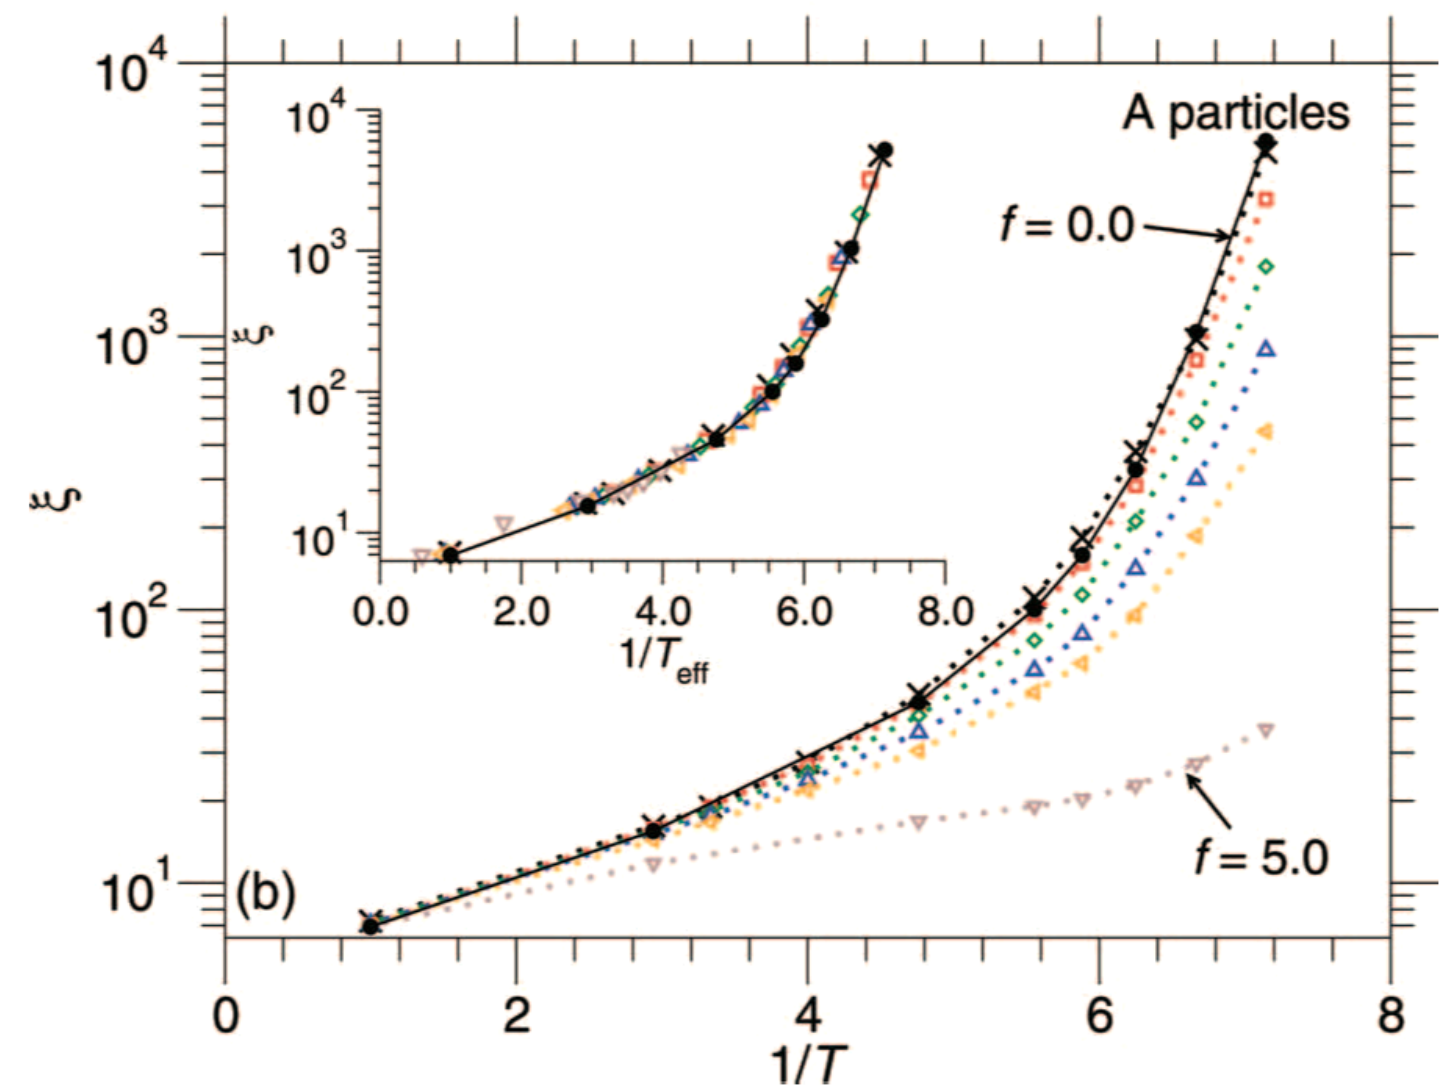 10^4
10^4
A particles
f = 0.0
10^3
10^3
ξ
ξ
10^2
10^2
10^1
0.0 2.0 4.0 6.0 8.0
1/T_eff
f = 5.0
10^1
(b)
0 2 4 6 8
1/T